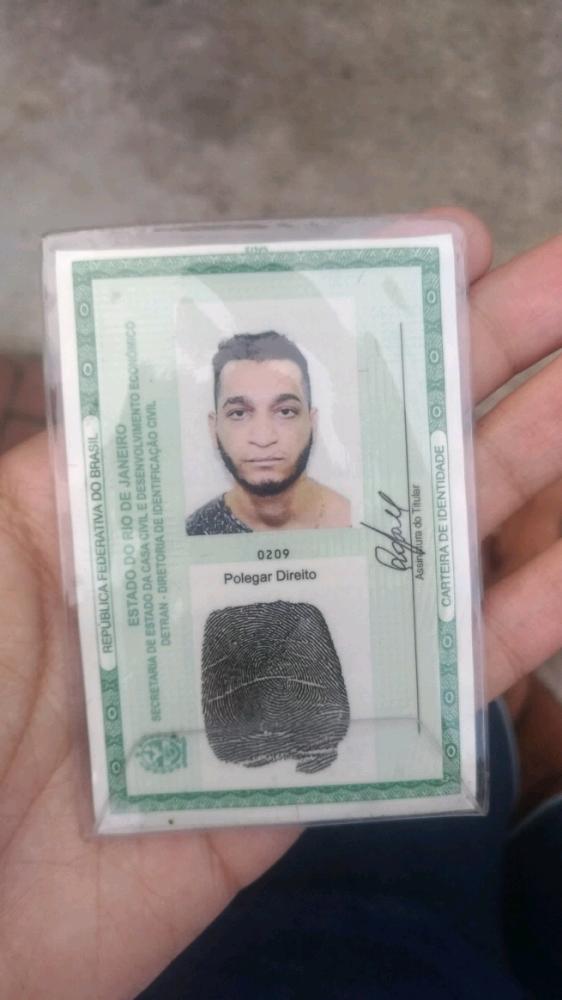 REPÚBLICA FEDERATIVA DO BRASIL
ESTADO DO RIO DE JANEIRO
SECRETARIA DE ESTADO DA CASA CIVIL E DESENVOLVIMENTO ECONÔMICO
DETRAN - DIRETORIA DE IDENTIFICAÇÃO CIVIL
0209
Polegar Direito
Assinatura do Titular
CARTEIRA DE IDENTIDADE